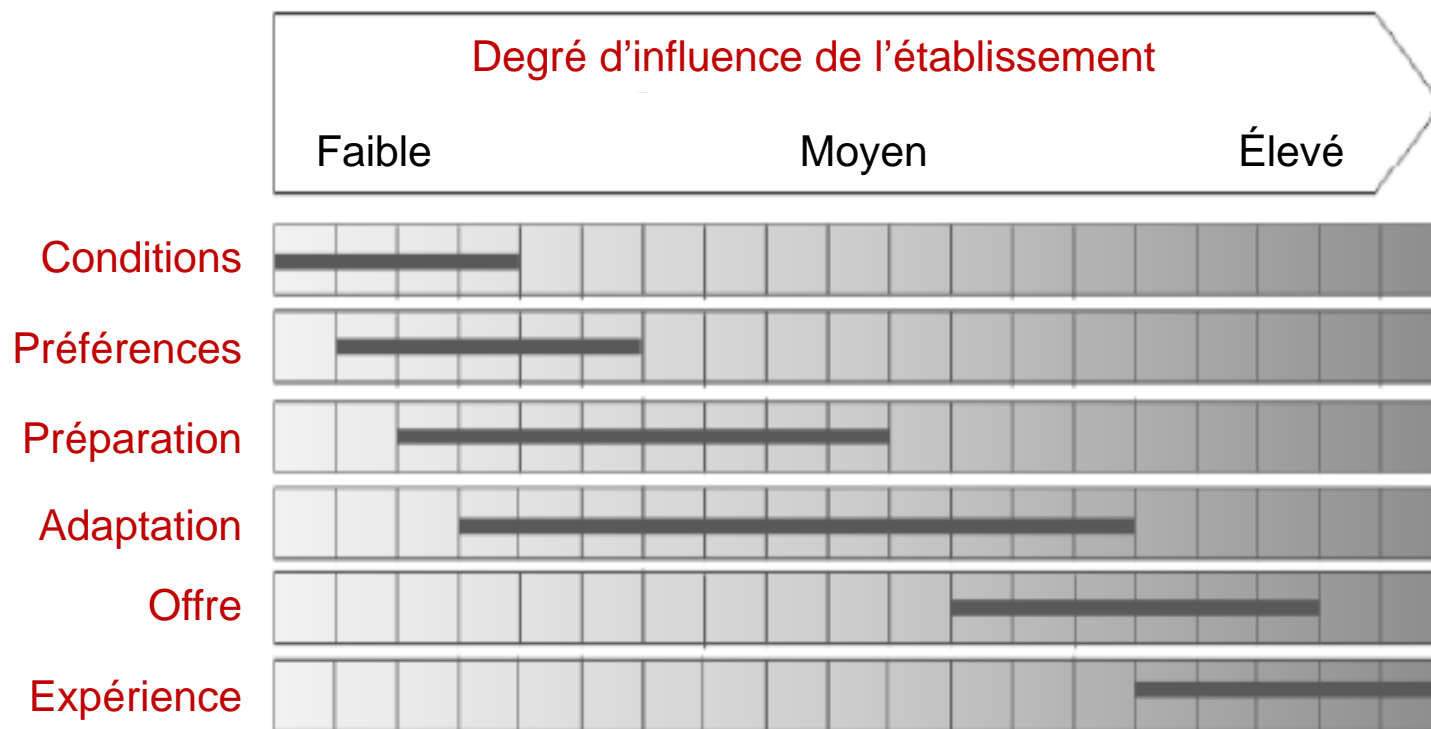 Degré d’influence de l’établissement
Faible Moyen Élevé
Conditions
Préférences
Préparation
Adaptation
Offre
Expérience